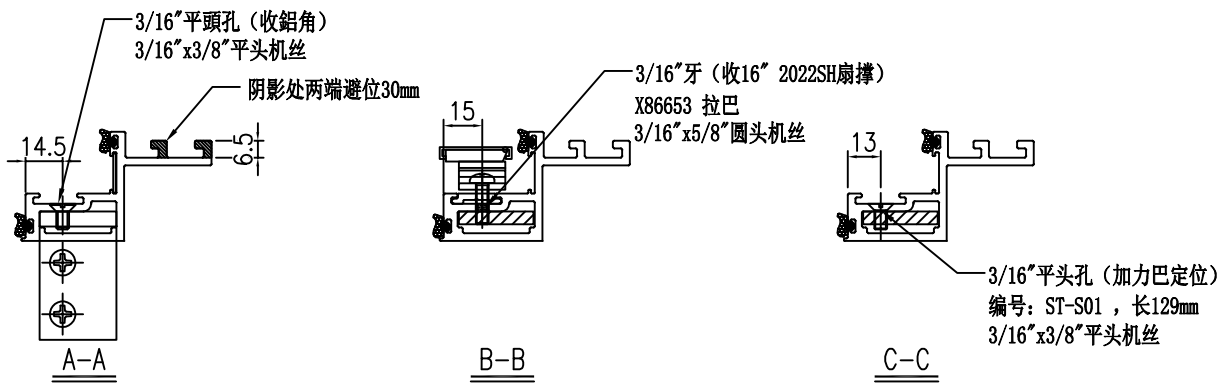 3/16"平頭孔（收鋁角）
3/16"x3/8"平头机丝
阴影处两端避位30mm
14.5
6.5
A-A
3/16"牙（收16" 2022SH扇撑）
X86653 拉巴
3/16"x5/8"圆头机丝
15
B-B
13
3/16"平头孔（加力巴定位）
编号：ST-S01 ，长129mm
3/16"x3/8"平头机丝
C-C